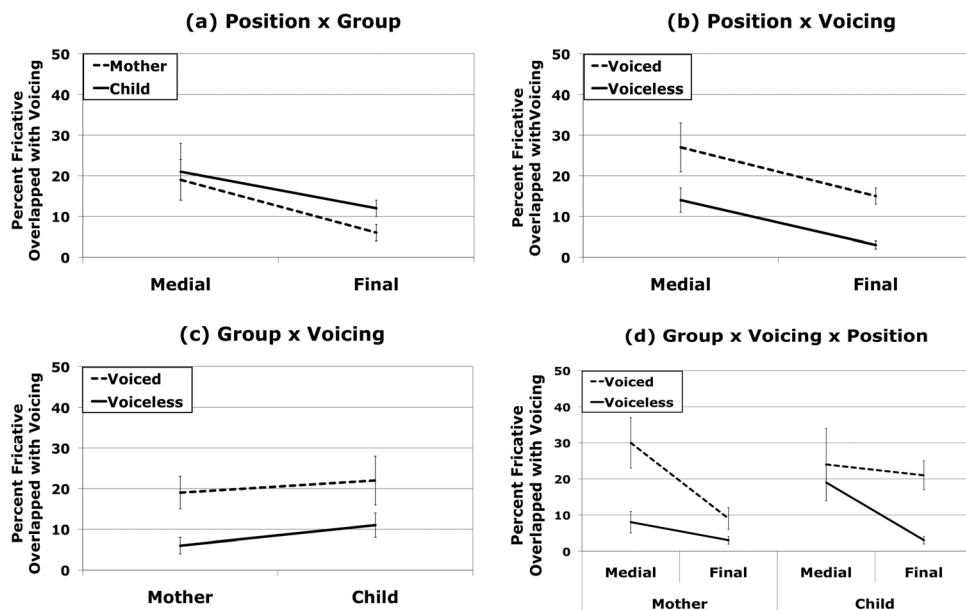 (a) Position x Group
Percent Fricative
Overlapped with Voicing
50
40
30
20
10
0
Mother
Child
Medial Final
(b) Position x Voicing
Percent Fricative
Overlapped withVoicing
50
40
30
20
10
0
Voiced
Voiceless
Medial Final
(c) Group x Voicing
Percent Fricative
Overlapped with Voicing
50
40
30
20
10
0
Voiced
Voiceless
Mother Child
(d) Group x Voicing x Position
Percent Fricative
Overlapped with Voicing
50
40
30
20
10
0
Voiced
Voiceless
Medial Final Medial Final
Mother Child